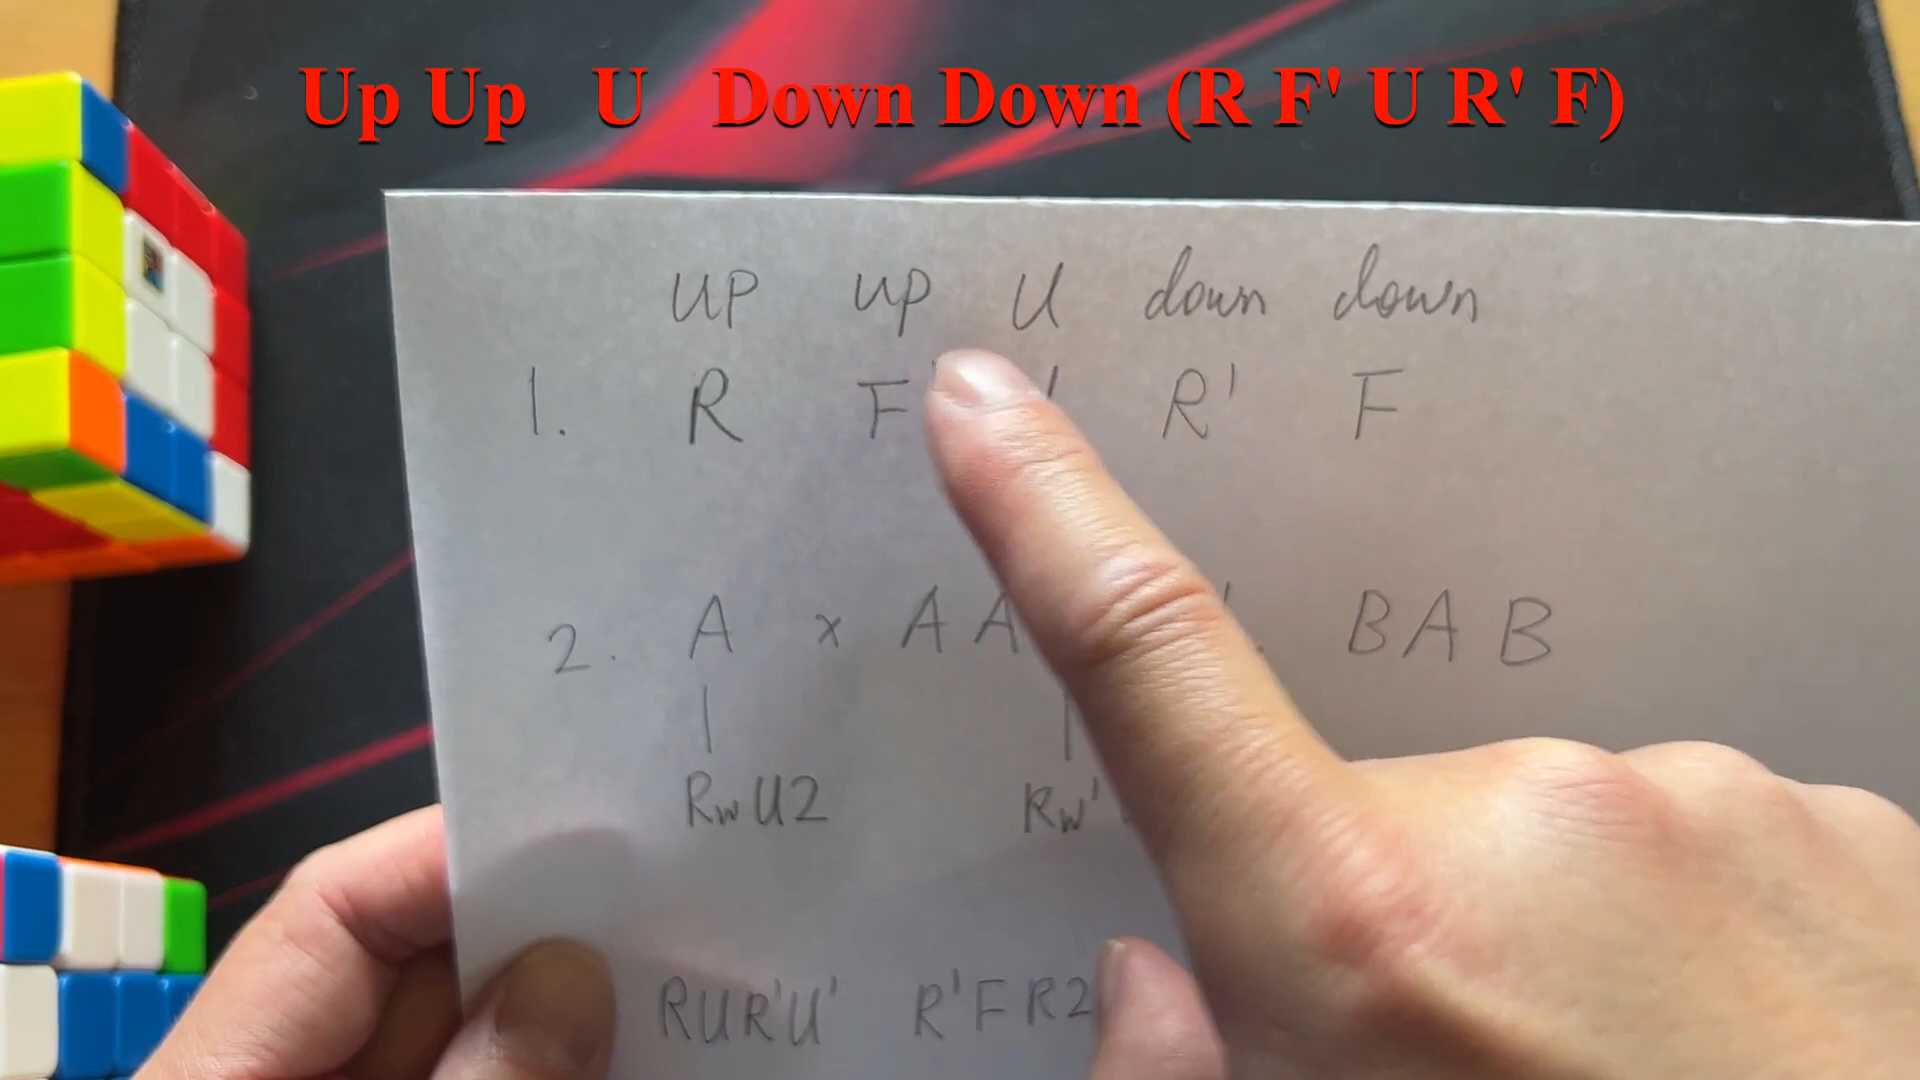 Up Up U Down Down (R F' U R' F)
UP UP U down down
1. R F' R' F
2. A x A A BAB
RwU2 Rw'
RUR'U' R'FR2